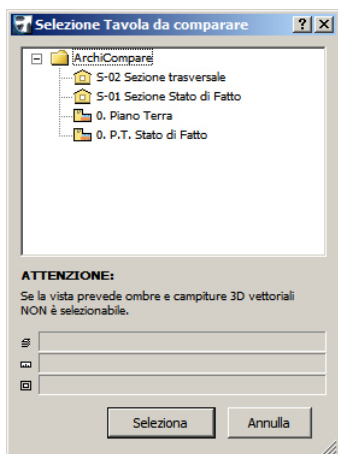 Selezione Tavola da comparare
ArchiCompare
S-02 Sezione trasversale
S-01 Sezione Stato di Fatto
0. Piano Terra
0. P.T. Stato di Fatto
ATTENZIONE:
Se la vista prevede ombre e campiture 3D vettoriali
NON è selezionabile.
Seleziona
Annulla